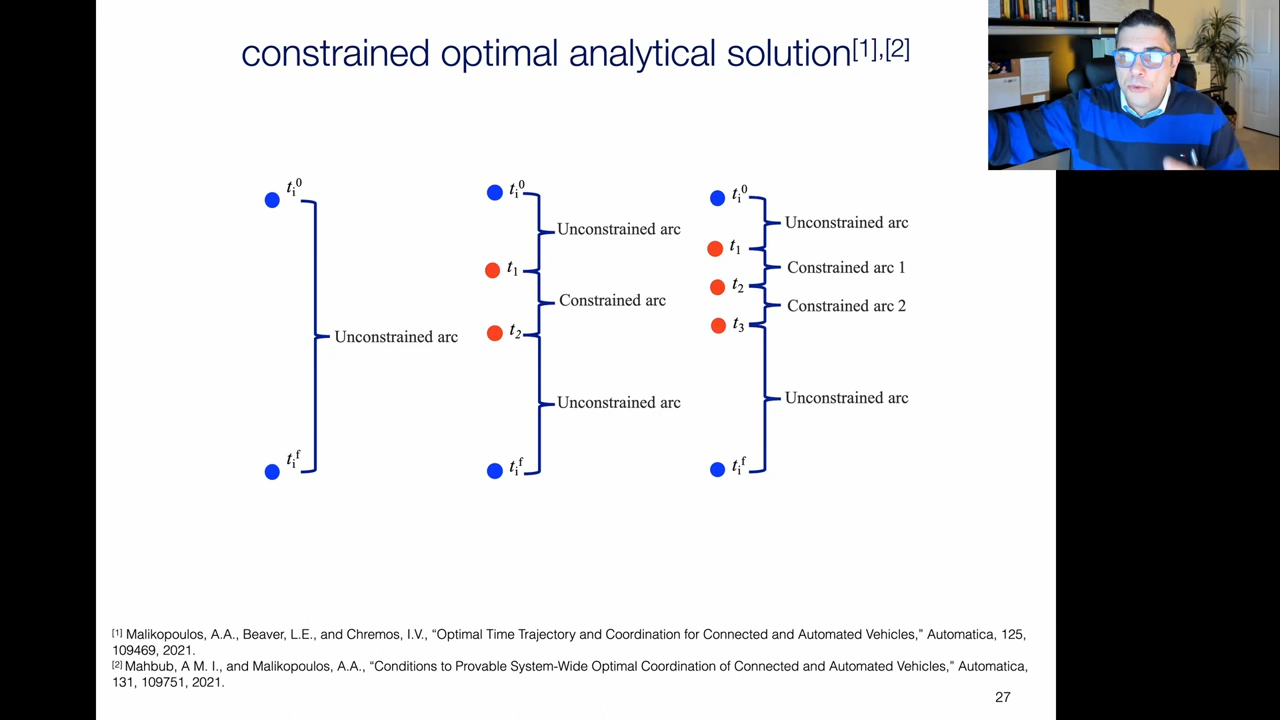 constrained optimal analytical solution[1],[2]
ti0
Unconstrained arc
tif
ti0
Unconstrained arc
t1
Constrained arc
t2
Unconstrained arc
tif
ti0
Unconstrained arc
t1
Constrained arc 1
t2
Constrained arc 2
t3
Unconstrained arc
tif
[1] Malikopoulos, A.A., Beaver, L.E., and Chremos, I.V., “Optimal Time Trajectory and Coordination for Connected and Automated Vehicles,” Automatica, 125,
109469, 2021.
[2] Mahbub, A M. I., and Malikopoulos, A.A., “Conditions to Provable System-Wide Optimal Coordination of Connected and Automated Vehicles,” Automatica,
131, 109751, 2021.
27